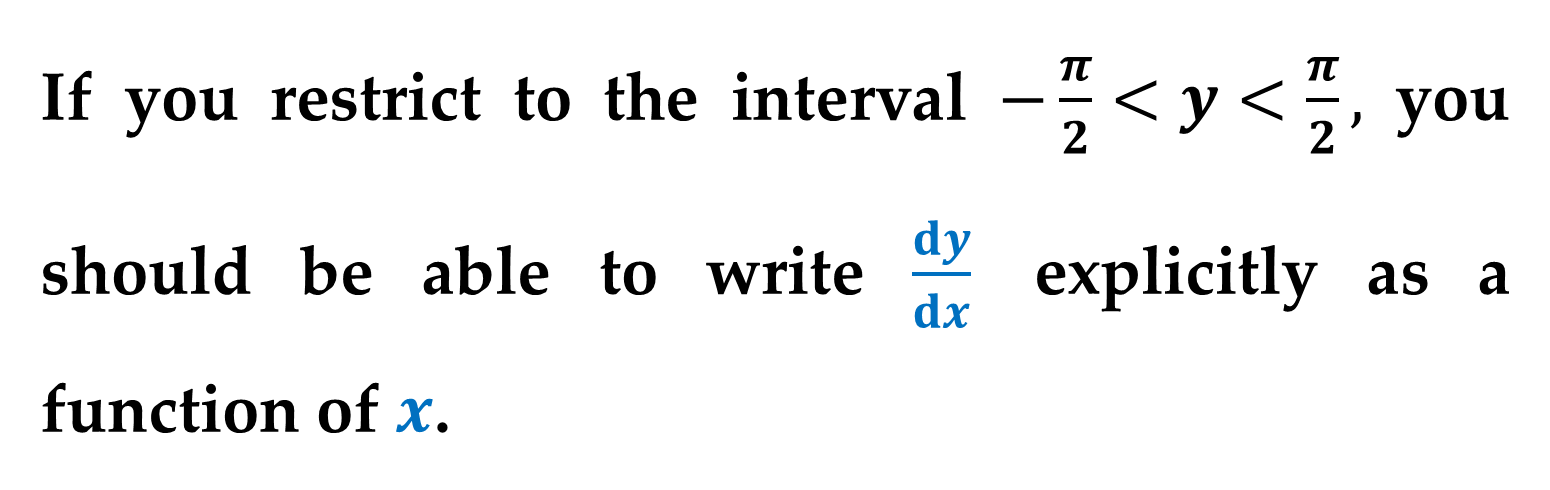 If you restrict to the interval −π/2 < y < π/2, you
should be able to write dy/dx explicitly as a
function of x.